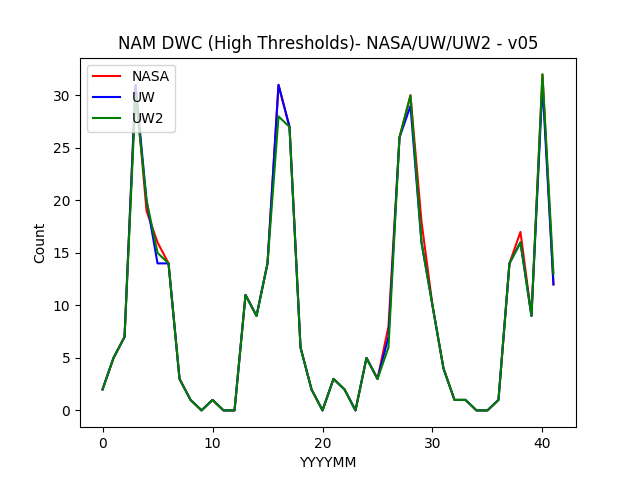 NAM DWC (High Thresholds)- NASA/UW/UW2 - v05
NASA
UW
UW2
30
25
20
15
10
5
0
Count
0 10 20 30 40
YYYYMM